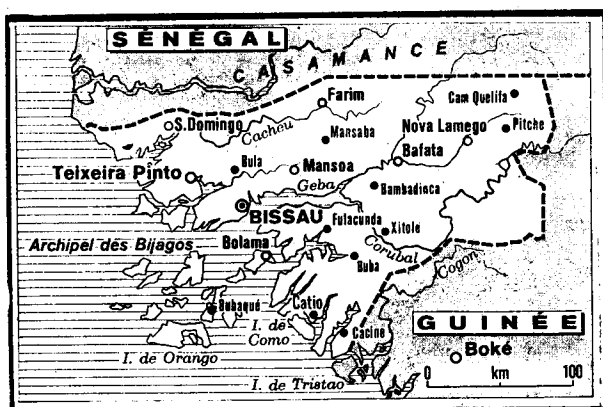 SÉNÉGAL
CASAMANCE
Farim
Cam Quelifa
S.Domingo
Cacheu
Mansaba
Nova Lamego
Pitche
Bafata
Teixeira Pinto
Bula
Mansoa
Geba
Bambadinca
BISSAU
Fulacunda
Xitole
Archipel des Bijagos
Bolama
Corubal
Buba
Cogon
Bubaqué
Catio
I. de
Como
Caciné
GUINÉE
I. de Orango
Boké
I. de Tristao
0 km 100